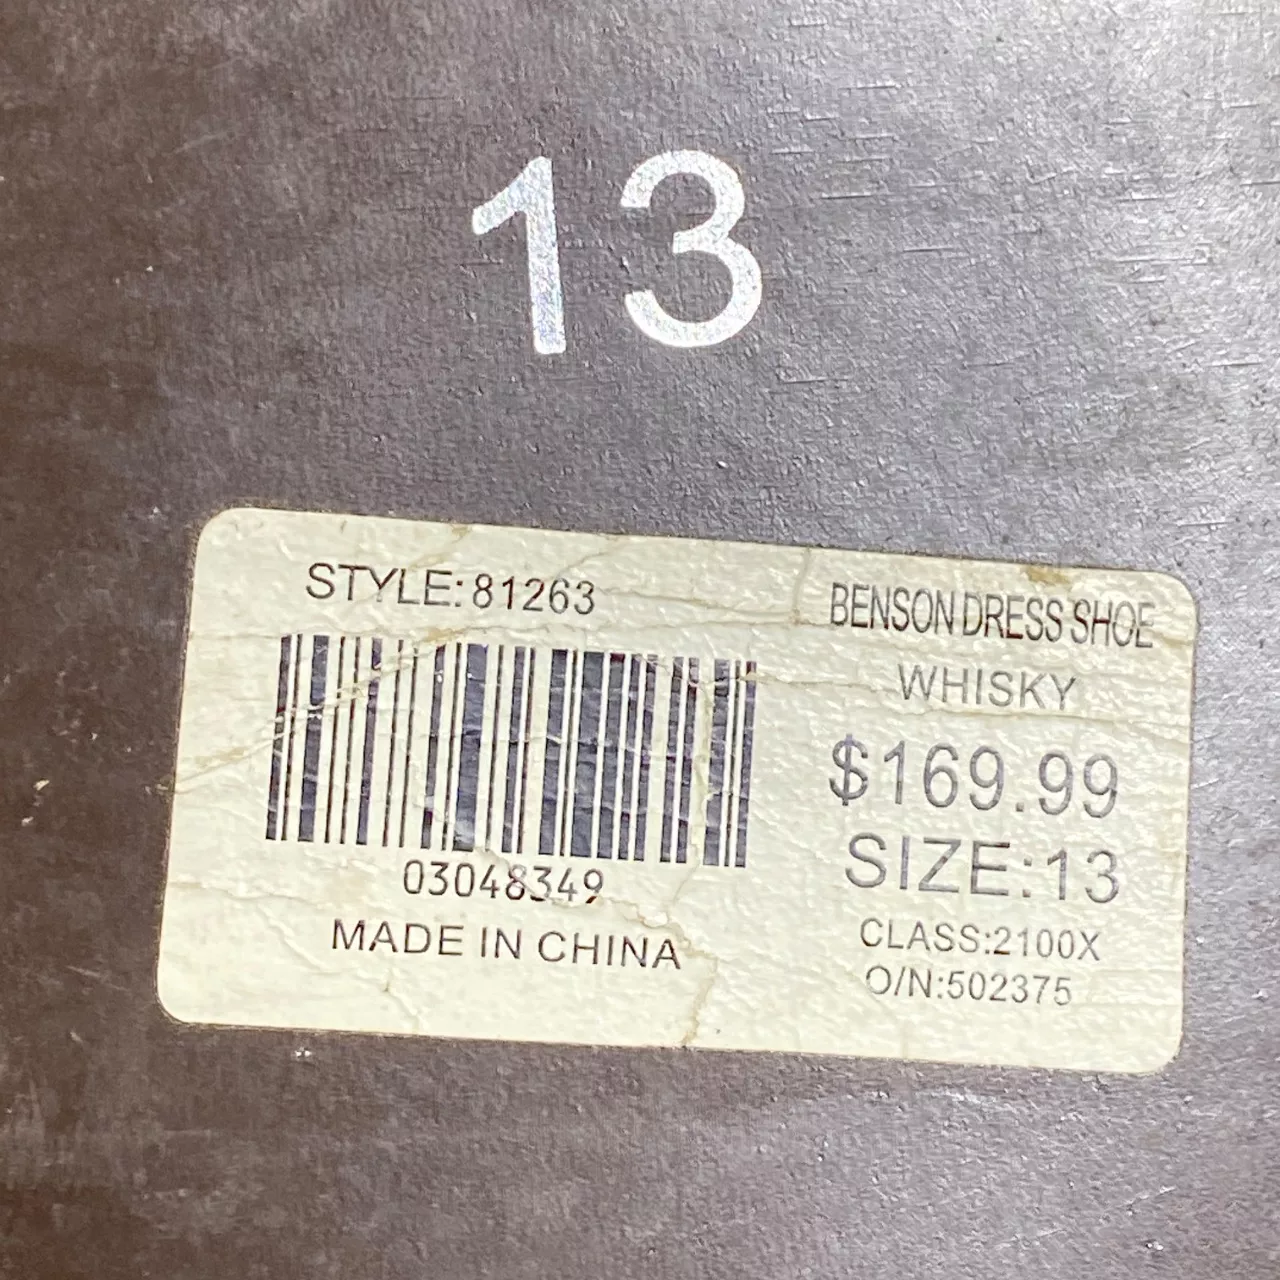 13
STYLE:81263
03048349
MADE IN CHINA
BENSON DRESS SHOE
WHISKY
$169.99
SIZE:13
CLASS:2100X
O/N:502375